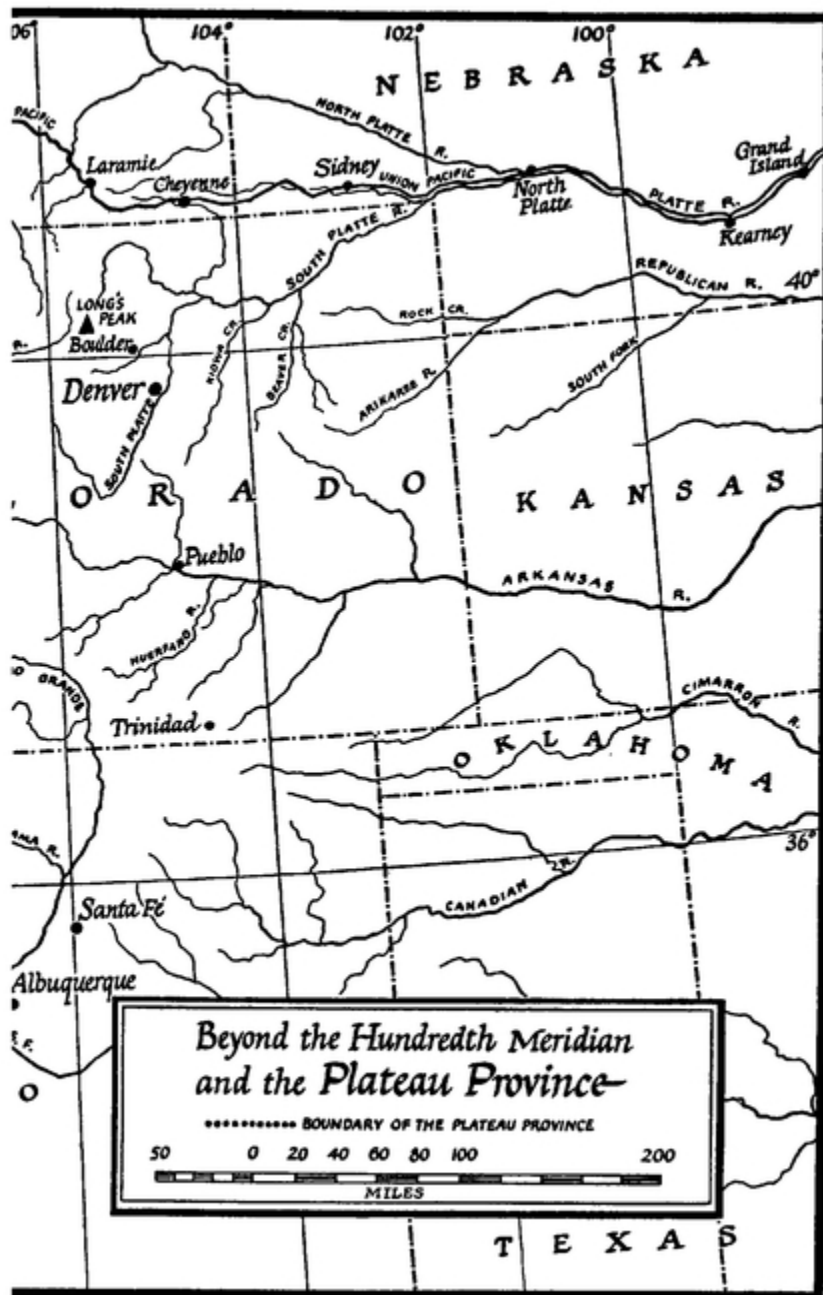 06°
104°
102°
100°
NEBRASKA
PACIFIC
NORTH PLATTE R.
Laramie
Cheyenne
Sidney
UNION PACIFIC
North
Platte
PLATTE R.
Grand
Island
Kearney
SOUTH PLATTE R.
REPUBLICAN R.
40°
LONG'S
PEAK
R.
Boulder
KIOWA CR.
BEAVER CR.
ROCK CR.
ARIKAREE R.
SOUTH FORK
Denver
SOUTH PLATTE
ORADO
KANSAS
Pueblo
ARKANSAS R.
HUERFANO R.
O GRANDE
Trinidad
CIMARRON R.
OKLAHOMA
AMA R.
36°
CANADIAN R.
Santa Fé
Albuquerque
E F.
O
Beyond the Hundredth Meridian
and the Plateau Province
BOUNDARY OF THE PLATEAU PROVINCE
50 0 20 40 60 80 100 200
MILES
TEXAS